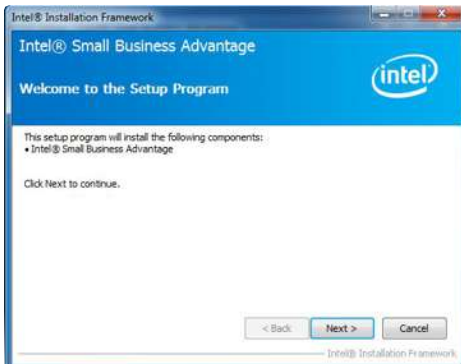 Intel® Installation Framework
Intel® Small Business Advantage
Welcome to the Setup Program
intel
This setup program will install the following components:
• Intel® Small Business Advantage
Click Next to continue.
< Back
Next >
Cancel
Intel® Installation Framework